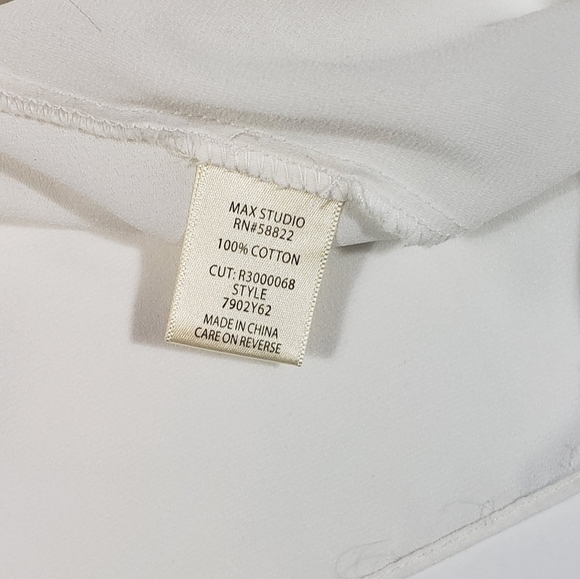 MAX STUDIO
RN#58822
100% COTTON
CUT: R3000068
STYLE
7902Y62
MADE IN CHINA
CARE ON REVERSE